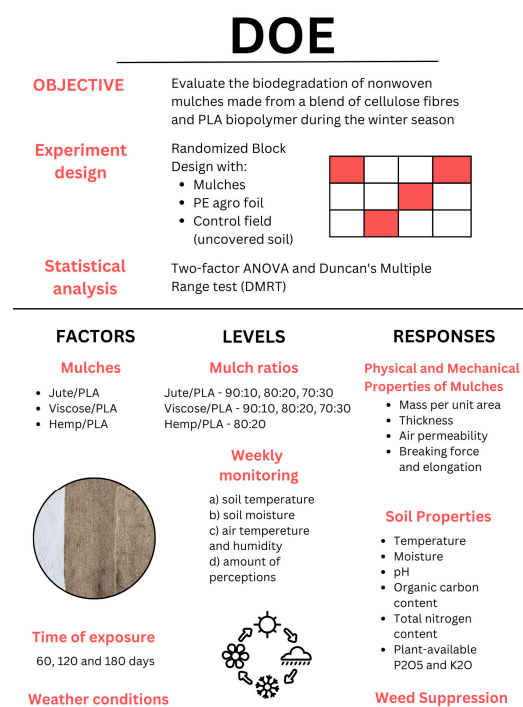 DOE
OBJECTIVE
Evaluate the biodegradation of nonwoven
mulches made from a blend of cellulose fibres
and PLA biopolymer during the winter season
Experiment
design
Randomized Block
Design with:
• Mulches
• PE agro foil
• Control field
(uncovered soil)
Statistical
analysis
Two-factor ANOVA and Duncan's Multiple
Range test (DMRT)
FACTORS
Mulches
• Jute/PLA
• Viscose/PLA
• Hemp/PLA
Time of exposure
60, 120 and 180 days
Weather conditions
LEVELS
Mulch ratios
Jute/PLA - 90:10, 80:20, 70:30
Viscose/PLA - 90:10, 80:20, 70:30
Hemp/PLA - 80:20
Weekly
monitoring
a) soil temperature
b) soil moisture
c) air tempereture
and humidity
d) amount of
perceptions
RESPONSES
Physical and Mechanical
Properties of Mulches
• Mass per unit area
• Thickness
• Air permeability
• Breaking force
and elongation
Soil Properties
• Temperature
• Moisture
• pH
• Organic carbon
content
• Total nitrogen
content
• Plant-available
P2O5 and K2O
Weed Suppression